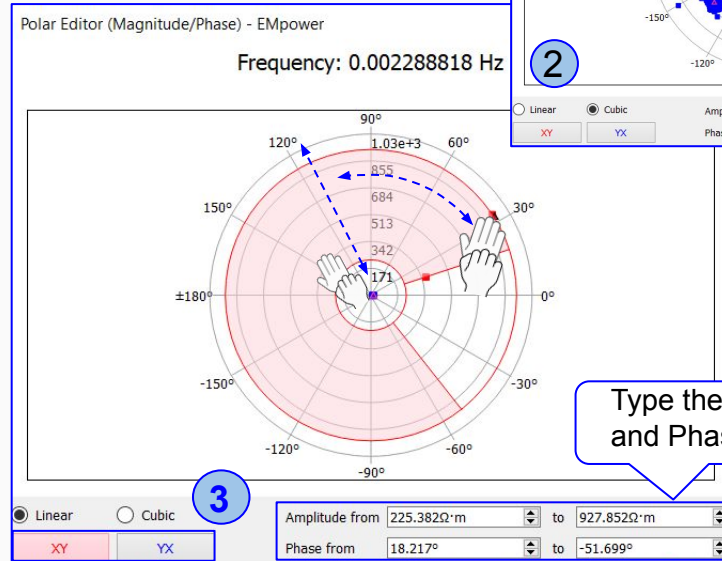 Polar Editor (Magnitude/Phase) - EMpower
Frequency: 0.002288818 Hz
-150°
-120°
2
Linear Cubic Amp
XY YX Phas
90°
120° 1.03e+3 60°
855
684
150° 513 30°
342
171
±180° 0°
-150° -30°
-120° -60°
-90°
Type the
and Phas
3
Linear Cubic
XY YX
Amplitude from 225.382Ω·m to 927.852Ω·m
Phase from 18.217° to -51.699°